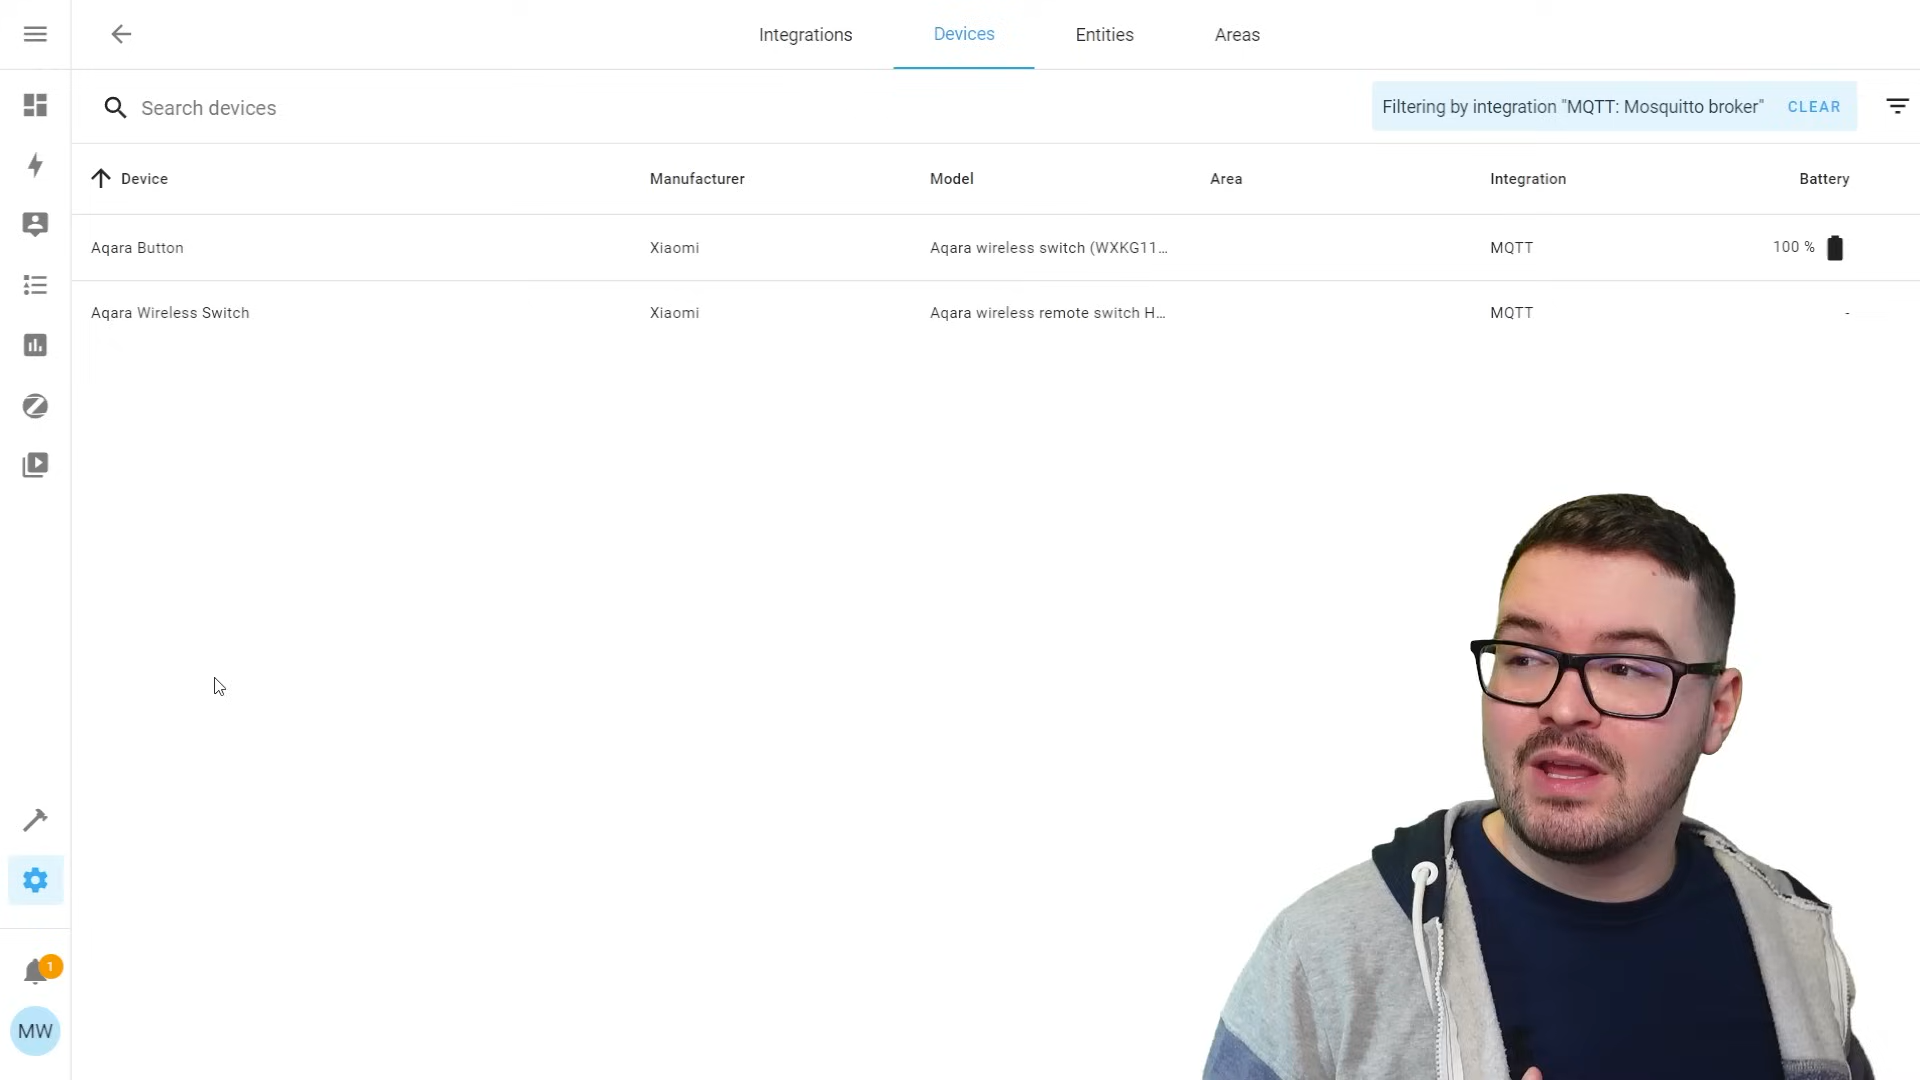 Integrations Devices Entities Areas
Search devices
Filtering by integration "MQTT: Mosquitto broker" CLEAR
Device Manufacturer Model Area Integration Battery
Aqara Button Xiaomi Aqara wireless switch (WXKG11... MQTT 100 %
Aqara Wireless Switch Xiaomi Aqara wireless remote switch H... MQTT -
1
MW